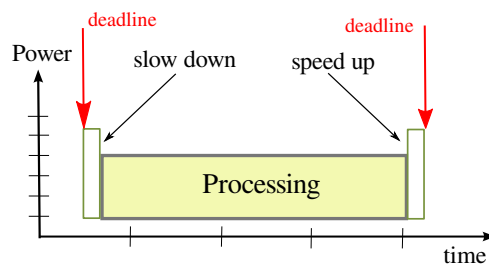 deadline
deadline
Power
slow down
speed up
Processing
time